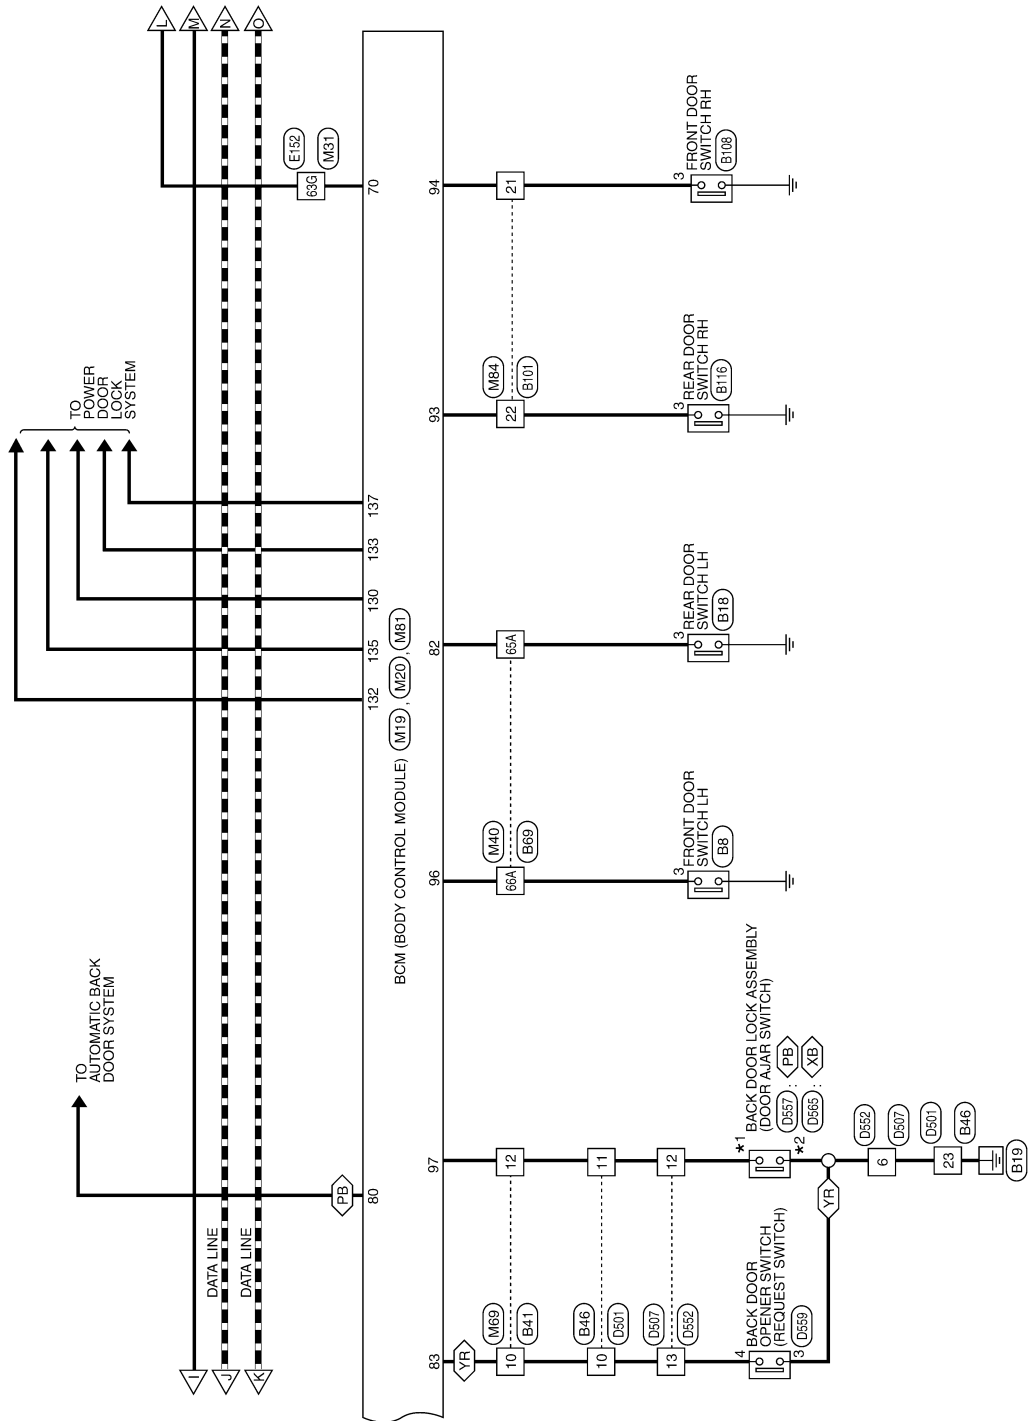 L
M
N
O
E152
M31
63G
70
94
21
3
FRONT DOOR
SWITCH RH
B108
TO
POWER
DOOR
LOCK
SYSTEM
M84
B101
93
22
3
REAR DOOR
SWITCH RH
B116
137
133
130
135
132
BCM (BODY CONTROL MODULE) M19 , M20 , M81
82
65A
3
REAR DOOR
SWITCH LH
B18
M40
B69
96
66A
3
FRONT DOOR
SWITCH LH
B8
TO
AUTOMATIC BACK
DOOR SYSTEM
PB
80
97
12
11
12
*1
BACK DOOR LOCK ASSEMBLY
(DOOR AJAR SWITCH)
D557 : PB
D565 : XB
*2
D552
D507
6
D501
B46
23
B19
YR
DATA LINE
DATA LINE
I
J
K
83
YR
M69
B41
10
B46
D501
10
D507
D552
13
4
BACK DOOR
OPENER SWITCH
(REQUEST SWITCH)
3
D559